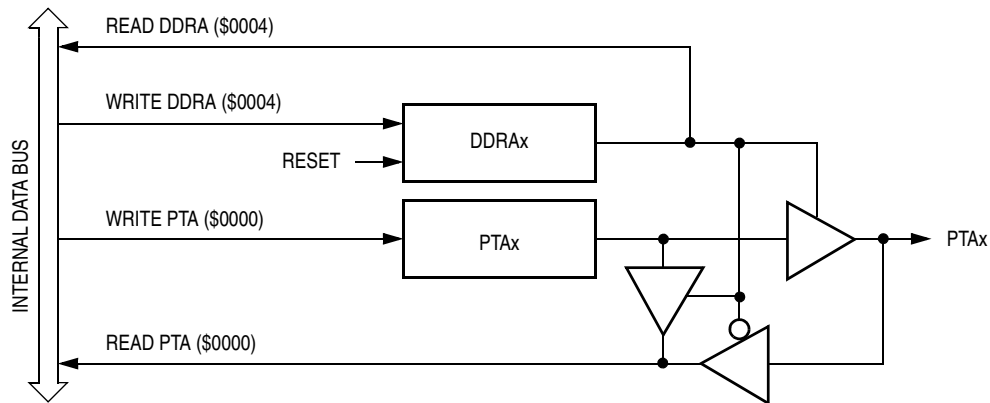 READ DDRA ($0004)
WRITE DDRA ($0004)
DDRAx
RESET
INTERNAL DATA BUS
WRITE PTA ($0000)
PTAx
PTAx
READ PTA ($0000)